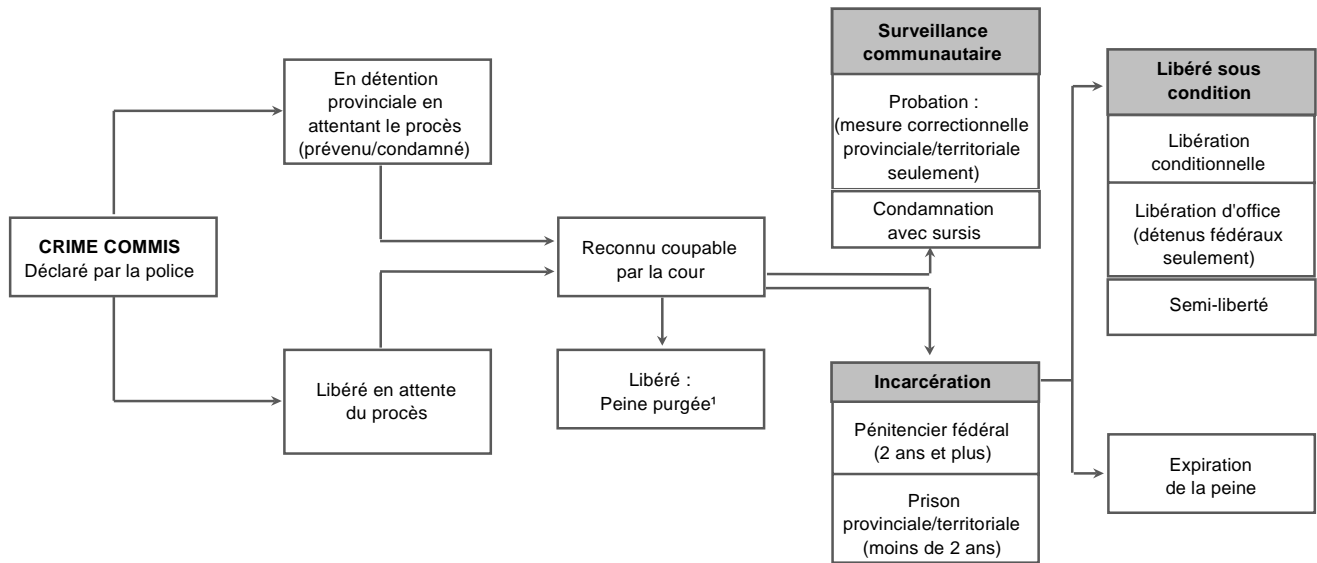 CRIME COMMIS
Déclaré par la police
En détention
provinciale en
attentant le procès
(prévenu/condamné)
Libéré en attente
du procès
Reconnu coupable
par la cour
Libéré :
Peine purgée¹
Surveillance
communautaire
Probation :
(mesure correctionnelle
provinciale/territoriale
seulement)
Condamnation
avec sursis
Incarcération
Pénitencier fédéral
(2 ans et plus)
Prison
provinciale/territoriale
(moins de 2 ans)
Libéré sous
condition
Libération
conditionnelle
Libération d'office
(détenus fédéraux
seulement)
Semi-liberté
Expiration
de la peine